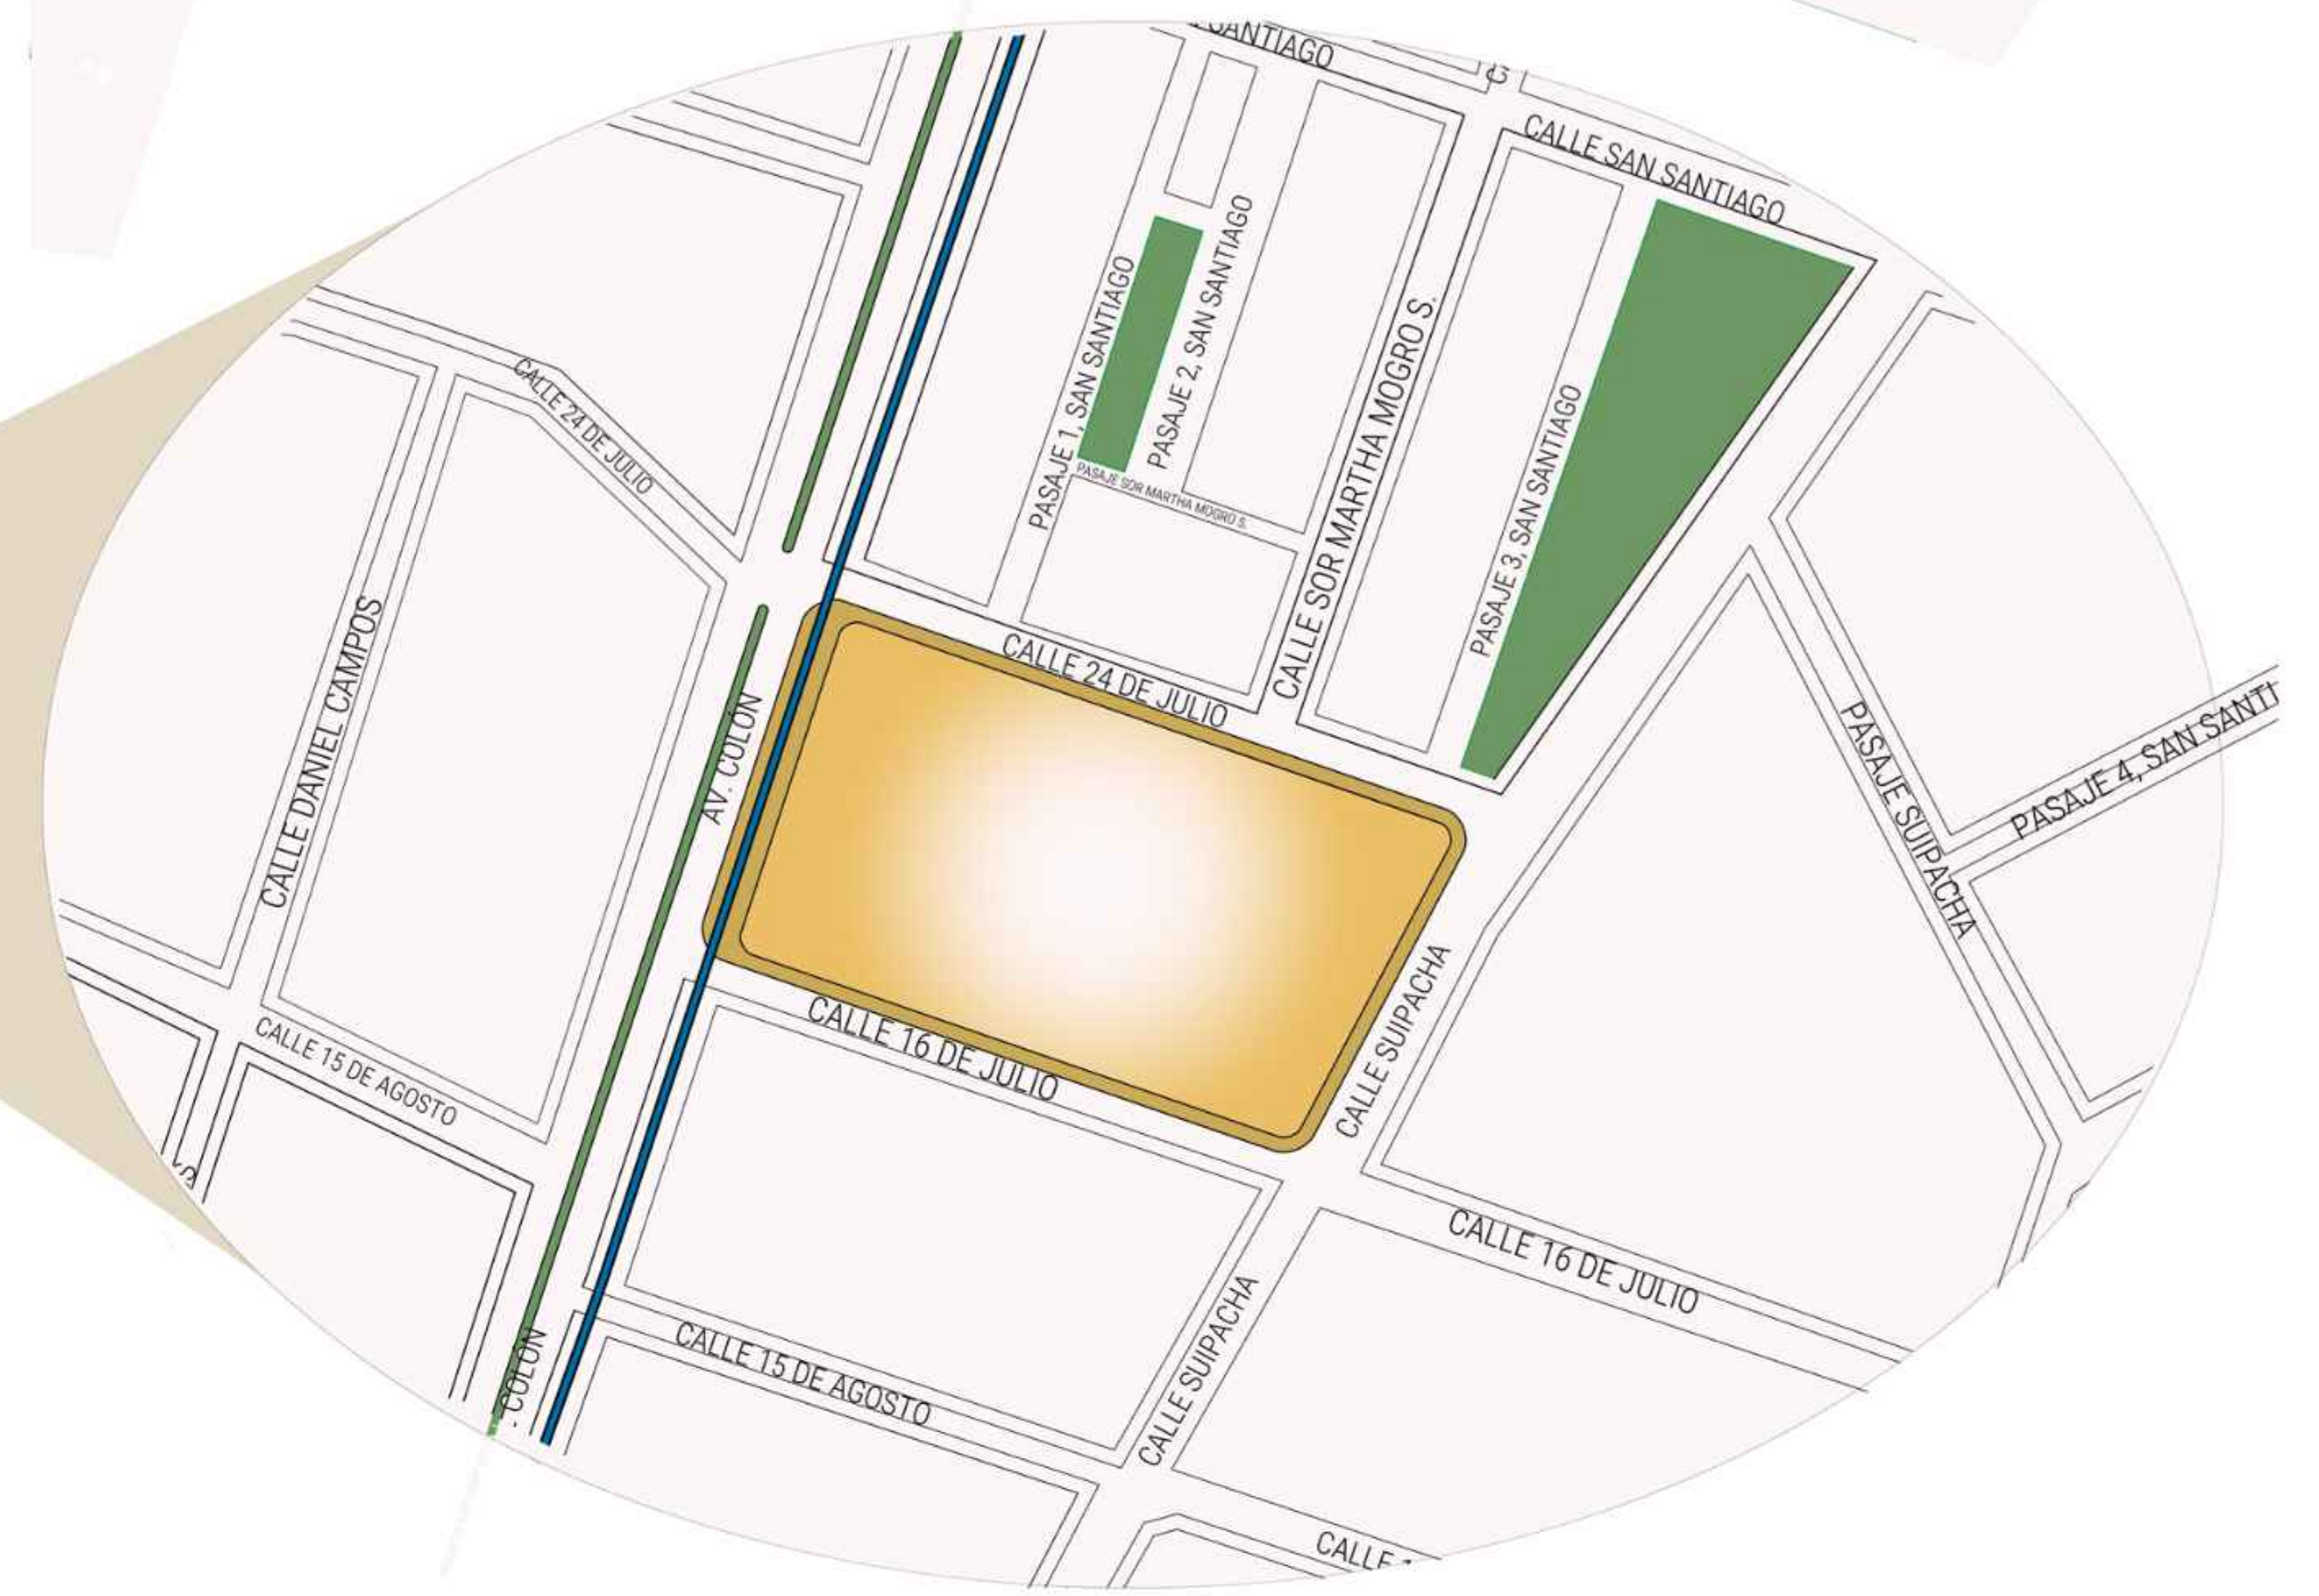 SANTIAGO
CALLE SAN SANTIAGO
PASAJE 1, SAN SANTIAGO
PASAJE 2, SAN SANTIAGO
PASAJE SOR MARTHA MOGRO S.
CALLE SOR MARTHA MOGRO S.
PASAJE 3, SAN SANTIAGO
CALLE 24 DE JULIO
CALLE DANIEL CAMPOS
AV. COLÓN
CALLE 24 DE JULIO
PASAJE SUIPACHA
PASAJE 4, SAN SANTI
CALLE 16 DE JULIO
CALLE SUIPACHA
CALLE 15 DE AGOSTO
CALLE 16 DE JULIO
CALLE SUIPACHA
CALLE 15 DE AGOSTO
. COLÓN
CALLE